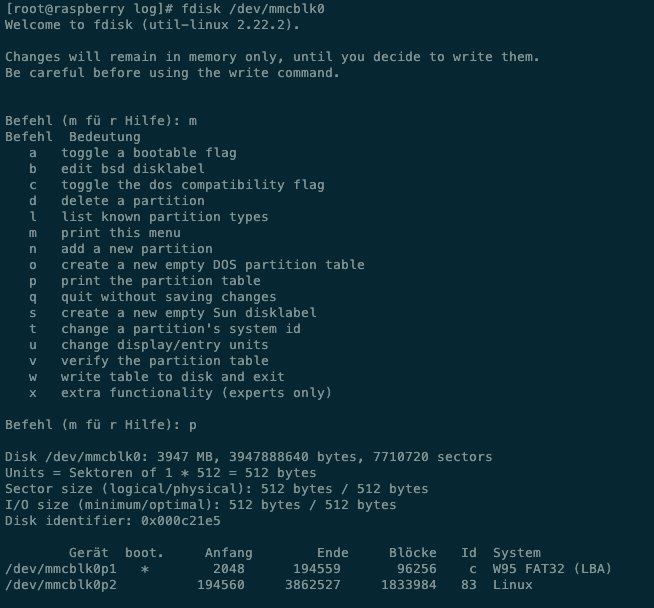 [root@raspberry log]# fdisk /dev/mmcblk0
Welcome to fdisk (util-linux 2.22.2).

Changes will remain in memory only, until you decide to write them.
Be careful before using the write command.


Befehl (m fü r Hilfe): m
Befehl  Bedeutung
   a   toggle a bootable flag
   b   edit bsd disklabel
   c   toggle the dos compatibility flag
   d   delete a partition
   l   list known partition types
   m   print this menu
   n   add a new partition
   o   create a new empty DOS partition table
   p   print the partition table
   q   quit without saving changes
   s   create a new empty Sun disklabel
   t   change a partition's system id
   u   change display/entry units
   v   verify the partition table
   w   write table to disk and exit
   x   extra functionality (experts only)

Befehl (m fü r Hilfe): p

Disk /dev/mmcblk0: 3947 MB, 3947888640 bytes, 7710720 sectors
Units = Sektoren of 1 * 512 = 512 bytes
Sector size (logical/physical): 512 bytes / 512 bytes
I/O size (minimum/optimal): 512 bytes / 512 bytes
Disk identifier: 0x000c21e5

        Gerät  boot.     Anfang        Ende     Blöcke   Id  System
/dev/mmcblk0p1   *        2048      194559       96256    c  W95 FAT32 (LBA)
/dev/mmcblk0p2          194560     3862527     1833984   83  Linux